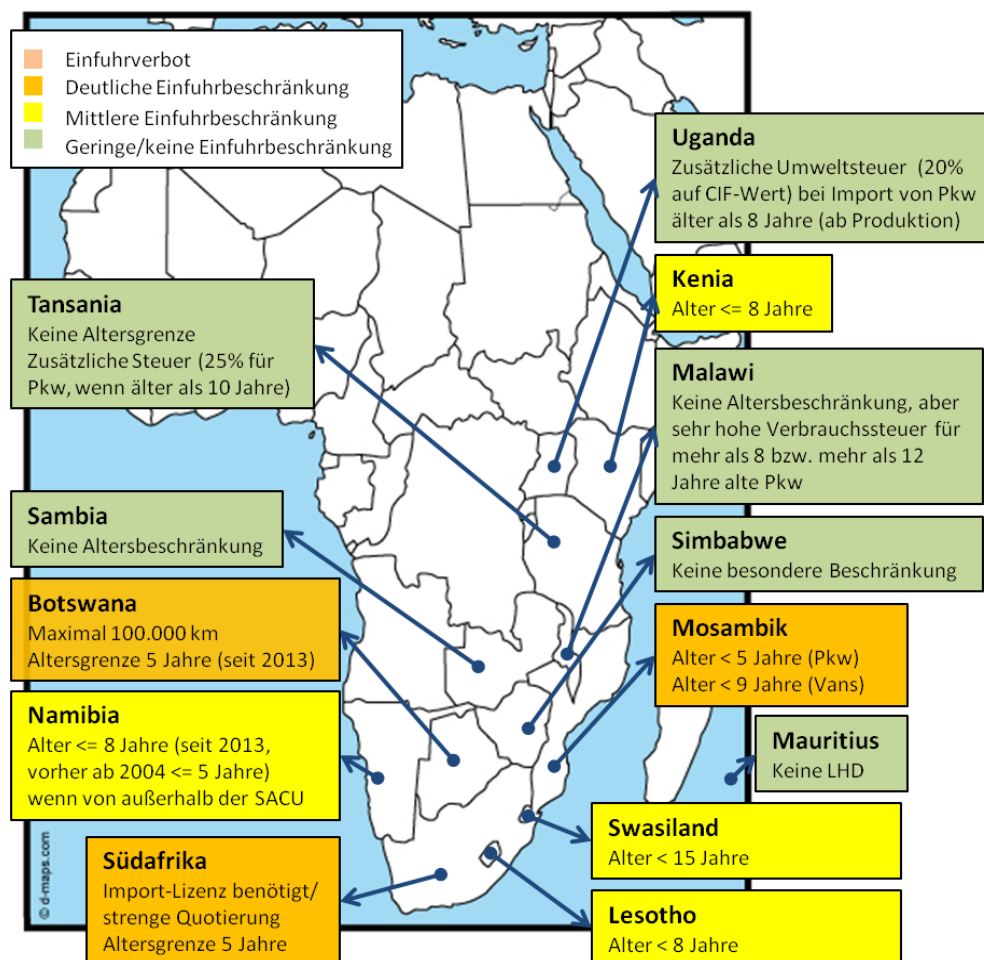 Einfuhrverbot
Deutliche Einfuhrbeschränkung
Mittlere Einfuhrbeschränkung
Geringe/keine Einfuhrbeschränkung
Uganda
Zusätzliche Umweltsteuer (20%
auf CIF-Wert) bei Import von Pkw
älter als 8 Jahre (ab Produktion)
Kenia
Alter <= 8 Jahre
Tansania
Keine Altersgrenze
Zusätzliche Steuer (25% für
Pkw, wenn älter als 10 Jahre)
Malawi
Keine Altersbeschränkung, aber
sehr hohe Verbrauchssteuer für
mehr als 8 bzw. mehr als 12
Jahre alte Pkw
Sambia
Keine Altersbeschränkung
Simbabwe
Keine besondere Beschränkung
Botswana
Maximal 100.000 km
Altersgrenze 5 Jahre (seit 2013)
Mosambik
Alter < 5 Jahre (Pkw)
Alter < 9 Jahre (Vans)
Namibia
Alter <= 8 Jahre (seit 2013,
vorher ab 2004 <= 5 Jahre)
wenn von außerhalb der SACU
Mauritius
Keine LHD
Swasiland
Alter < 15 Jahre
Südafrika
Import-Lizenz benötigt/
strenge Quotierung
Altersgrenze 5 Jahre
Lesotho
Alter < 8 Jahre
© d-maps.com